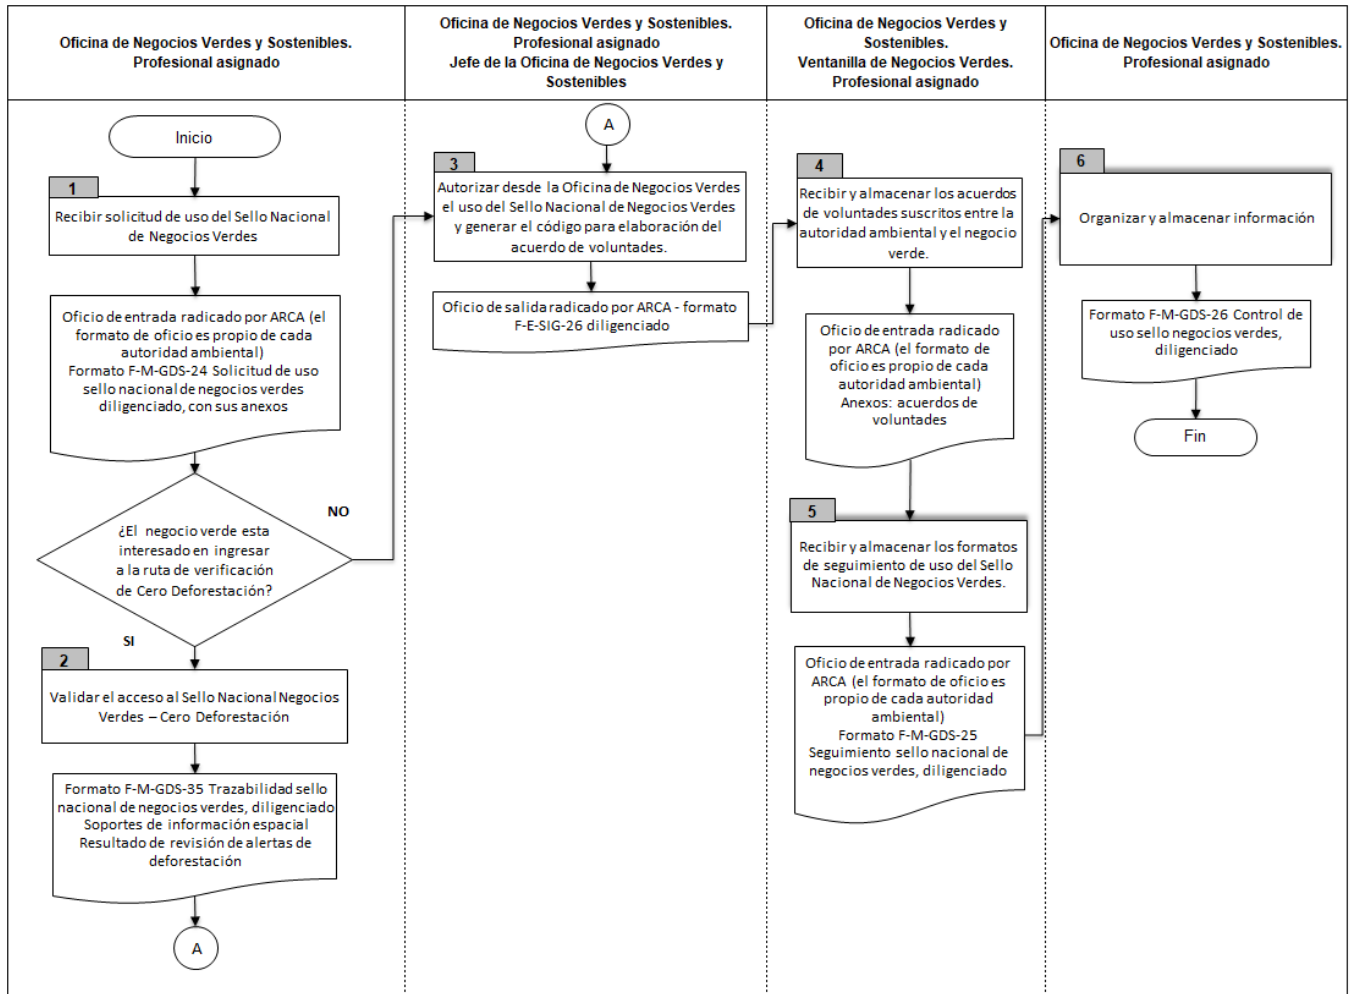 Oficina de Negocios Verdes y Sostenibles.
Profesional asignado
Oficina de Negocios Verdes y Sostenibles.
Profesional asignado
Jefe de la Oficina de Negocios Verdes y
Sostenibles
Oficina de Negocios Verdes y
Sostenibles.
Ventanilla de Negocios Verdes.
Profesional asignado
Oficina de Negocios Verdes y Sostenibles.
Profesional asignado
Inicio
1
Recibir solicitud de uso del Sello Nacional
de Negocios Verdes
Oficio de entrada radicado por ARCA (el
formato de oficio es propio de cada
autoridad ambiental)
Formato F-M-GDS-24 Solicitud de uso
sello nacional de negocios verdes
diligenciado, con sus anexos
¿El negocio verde esta
interesado en ingresar
a la ruta de verificación
de Cero Deforestación?
NO
SI
2
Validar el acceso al Sello Nacional Negocios
Verdes – Cero Deforestación
Formato F-M-GDS-35 Trazabilidad sello
nacional de negocios verdes, diligenciado
Soportes de información espacial
Resultado de revisión de alertas de
deforestación
A
A
3
Autorizar desde la Oficina de Negocios Verdes
el uso del Sello Nacional de Negocios Verdes
y generar el código para elaboración del
acuerdo de voluntades.
Oficio de salida radicado por ARCA - formato
F-E-SIG-26 diligenciado
4
Recibir y almacenar los acuerdos
de voluntades suscritos entre la
autoridad ambiental y el negocio
verde.
Oficio de entrada radicado
por ARCA (el formato de
oficio es propio de cada
autoridad ambiental)
Anexos: acuerdos de
voluntades
5
Recibir y almacenar los formatos
de seguimiento de uso del Sello
Nacional de Negocios Verdes.
Oficio de entrada radicado por
ARCA (el formato de oficio es
propio de cada autoridad
ambiental)
Formato F-M-GDS-25
Seguimiento sello nacional de
negocios verdes, diligenciado
6
Organizar y almacenar información
Formato F-M-GDS-26 Control de
uso sello negocios verdes,
diligenciado
Fin